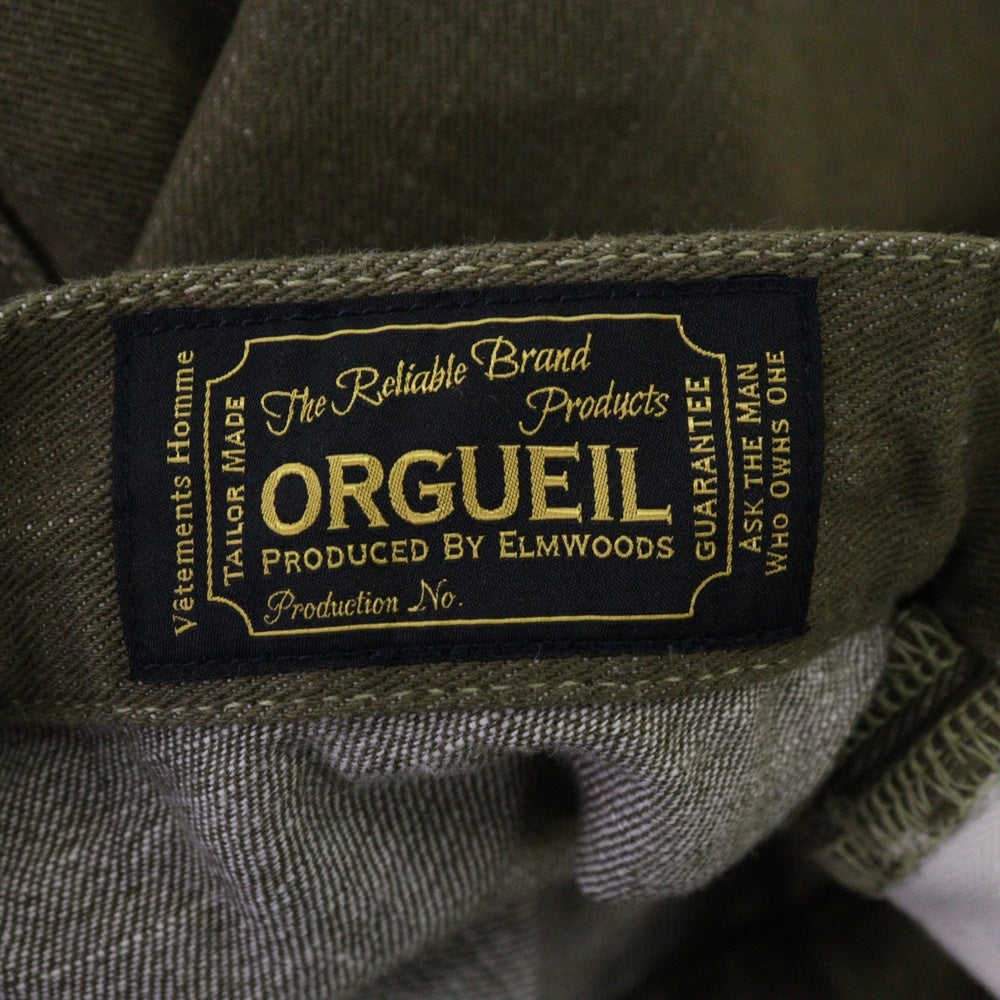 Vêtements Homme
TAILOR MADE
The Reliable Brand
Products
ORGUEIL
PRODUCED BY ELMWOODS
Production No.
GUARANTEE
ASK THE MAN
WHO OWNS ONE